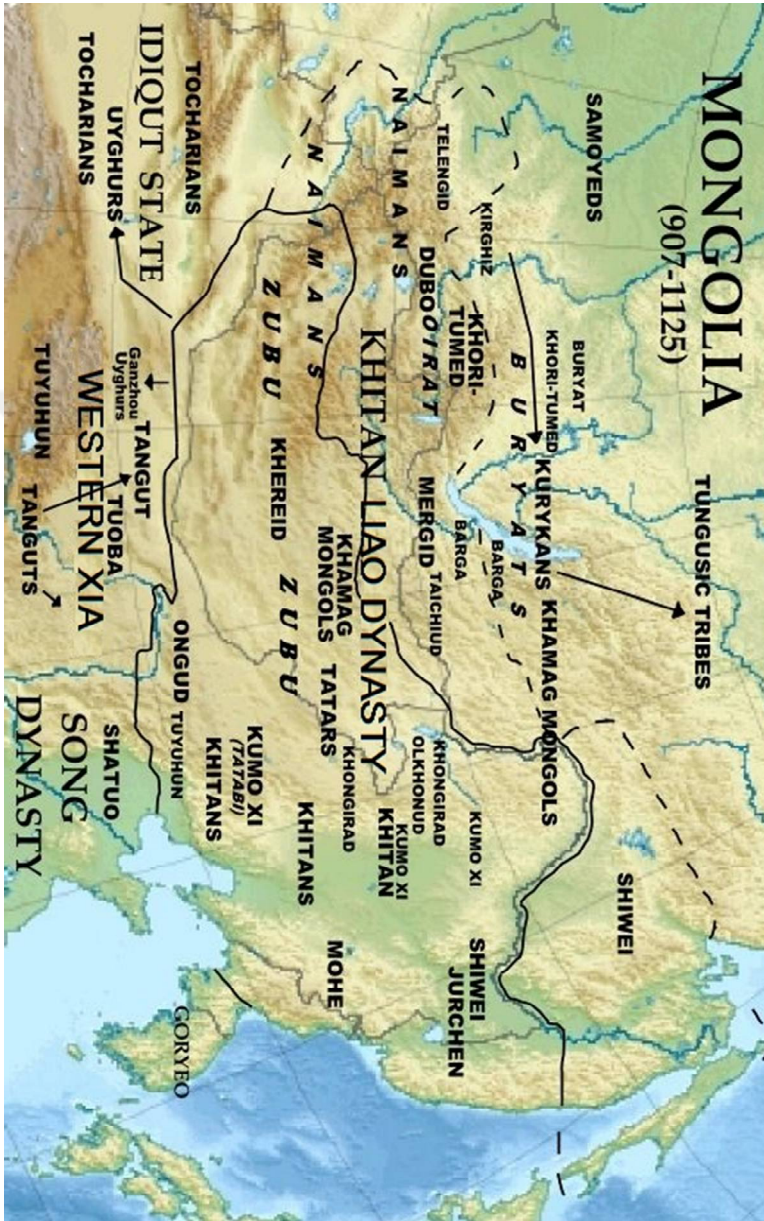 MONGOLIA
(907-1125)
SAMOYEDS
TUNGUSIC TRIBES
BURYAT
KHORI-TUMED
KIRGHIZ
TELENGID
BURYATS
KURYKANS
KHAMAG MONGOLS
SHIWEI
NAIMANS
DUBO
OIRAT
KHORI-
TUMED
BARGA
BARGA
MERGID
TAICHIUD
KHITAN LIAO DYNASTY
NAIMANS
ZUBU
KHEREID
ZUBU
KHAMAG
MONGOLS
TATARS
KHONGIRAD
KHONGIRAD
OLKHONUD
KUMO XI
KUMO XI
KHITAN
KHITANS
SHIWEI
JURCHEN
MOHE
TOCHARIANS
IDIQUT STATE
UYGHURS
TOCHARIANS
Ganzhou
Uyghurs
TANGUT
TUOBA
WESTERN XIA
TUYUHUN
TANGUTS
ONGUD
TUYUHUN
KUMO XI
(TATABI)
KHITANS
SHATUO
SONG
DYNASTY
GORYEO